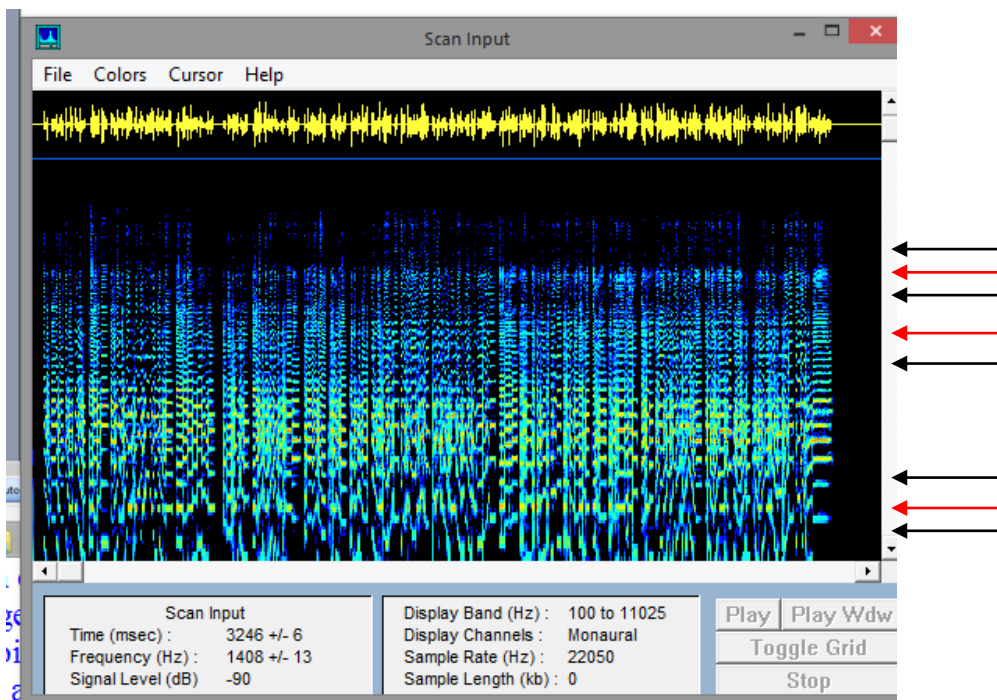 Scan Input
File Colors Cursor Help
Scan Input
Time (msec) : 3246 +/- 6
Frequency (Hz) : 1408 +/- 13
Signal Level (dB) -90
Display Band (Hz) : 100 to 11025
Display Channels : Monaural
Sample Rate (Hz) : 22050
Sample Length (kb) : 0
Play Play Wdw
Toggle Grid
Stop